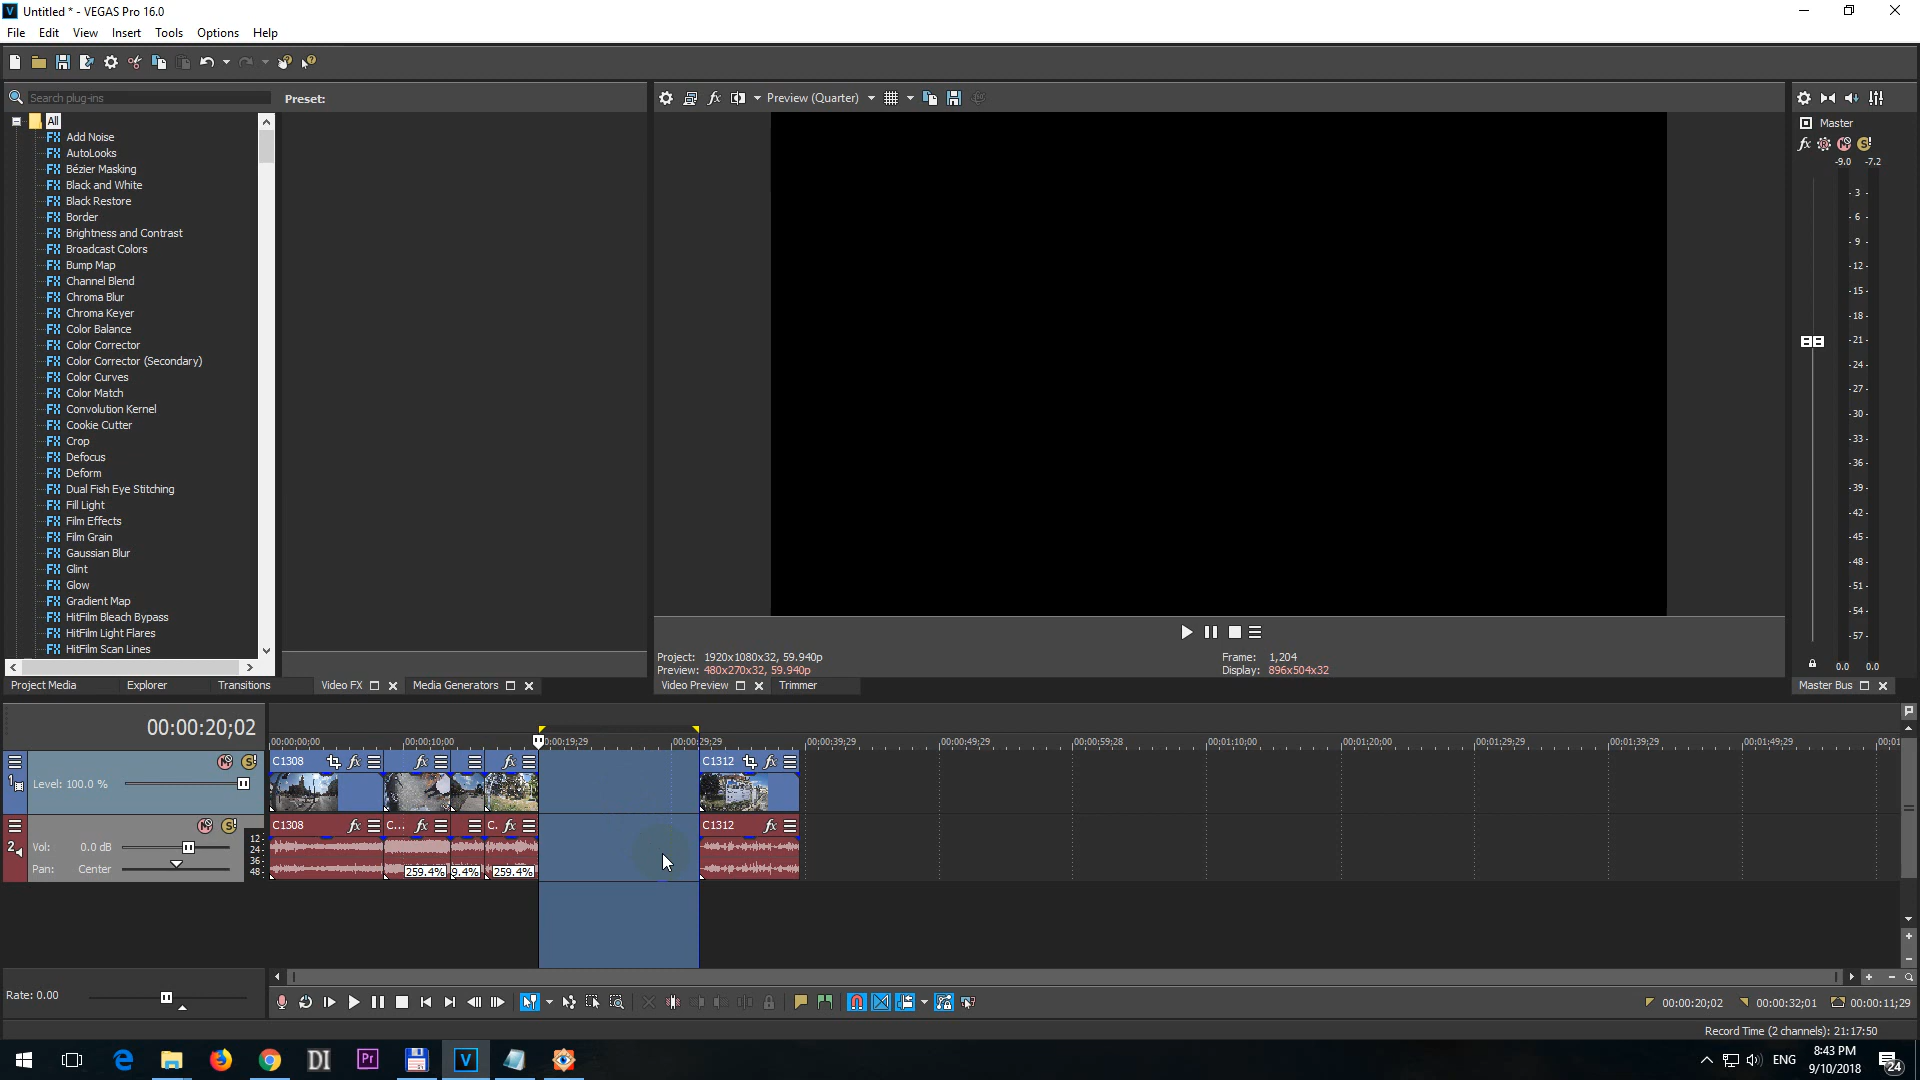 Untitled * - VEGAS Pro 16.0
File Edit View Insert Tools Options Help
Search plug-ins
Preset:
All
Add Noise
AutoLooks
Bézier Masking
Black and White
Black Restore
Border
Brightness and Contrast
Broadcast Colors
Bump Map
Channel Blend
Chroma Blur
Chroma Keyer
Color Balance
Color Corrector
Color Corrector (Secondary)
Color Curves
Color Match
Convolution Kernel
Cookie Cutter
Crop
Defocus
Deform
Dual Fish Eye Stitching
Fill Light
Film Effects
Film Grain
Gaussian Blur
Glint
Glow
Gradient Map
HitFilm Bleach Bypass
HitFilm Light Flares
HitFilm Scan Lines
Project Media Explorer Transitions Video FX Media Generators
Preview (Quarter)
Project: 1920x1080x32, 59.940p
Preview: 480x270x32, 59.940p
Frame: 1,204
Display: 896x504x32
Video Preview Trimmer
Master
-9.0 -7.2
- 3 -
- 6 -
- 9 -
- 12 -
- 15 -
- 18 -
- 21 -
- 24 -
- 27 -
- 30 -
- 33 -
- 36 -
- 39 -
- 42 -
- 45 -
- 48 -
- 51 -
- 54 -
- 57 -
0.0 0.0
Master Bus
00:00:20;02
00:00:00;00 00:00:10;00 0:00:19;29 00:00:29;29 00:00:39;29 00:00:49;29 00:00:59;28 00:01:10;00 00:01:20;00 00:01:29;29 00:01:39;29 00:01:49;29 00:01
1
Level: 100.0 %
C1308 C1312
2
Vol: 0.0 dB
Pan: Center
12-
24-
36-
48-
C1308 C... C. C1312
259.4% 9.4% 259.4%
Rate: 0.00
00:00:20;02 00:00:32;01 00:00:11;29
Record Time (2 channels): 21:17:50
DI Pr V
ENG
8:43 PM
9/10/2018
24